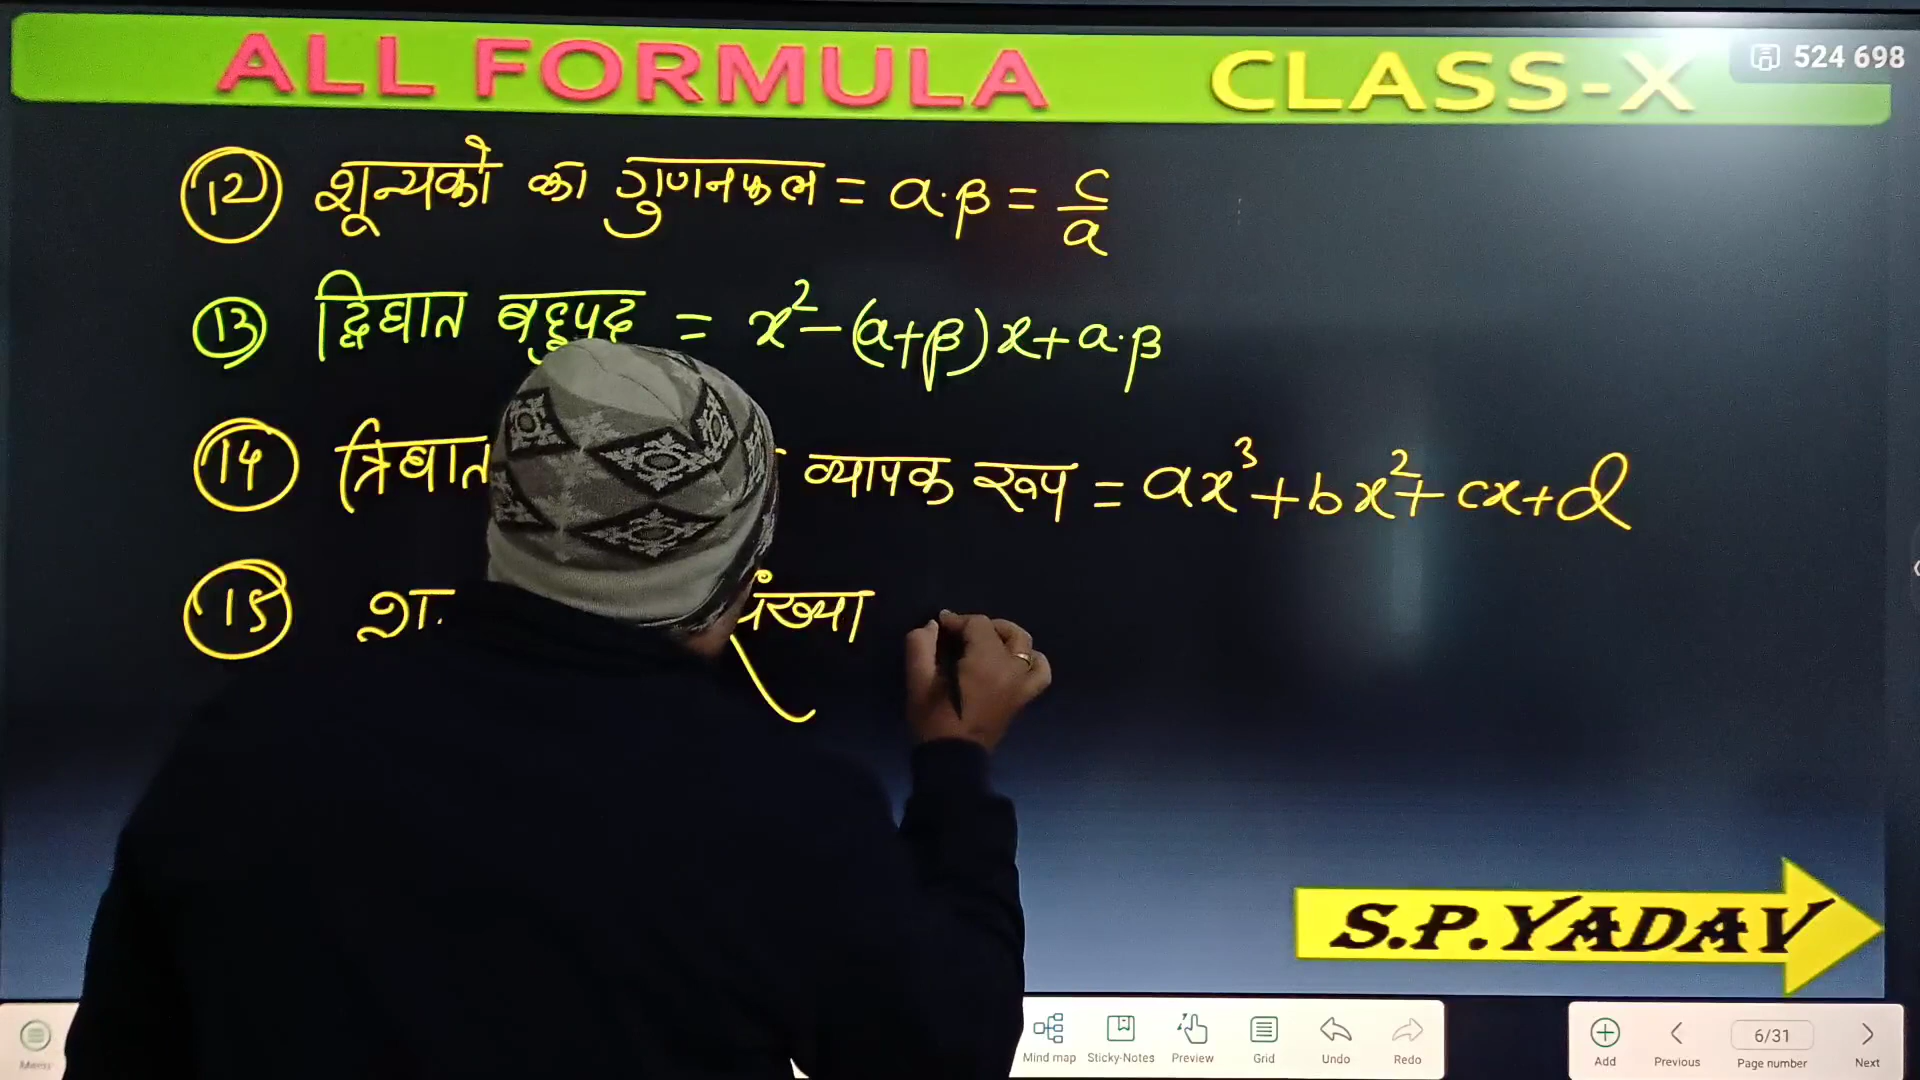 ALL FORMULA CLASS-X
524 698
12 शून्यको का गुणनफल = α.β = c/a
13 द्विघात बहुपद = x² - (α+β)x + α.β
14 त्रिघात व्यापक रूप = ax³ + bx² + cx + d
15 संख्या
S.P.YADAV
Menu
Mind map Sticky-Notes Preview Grid Undo Redo
Add Previous 6/31 Page number Next